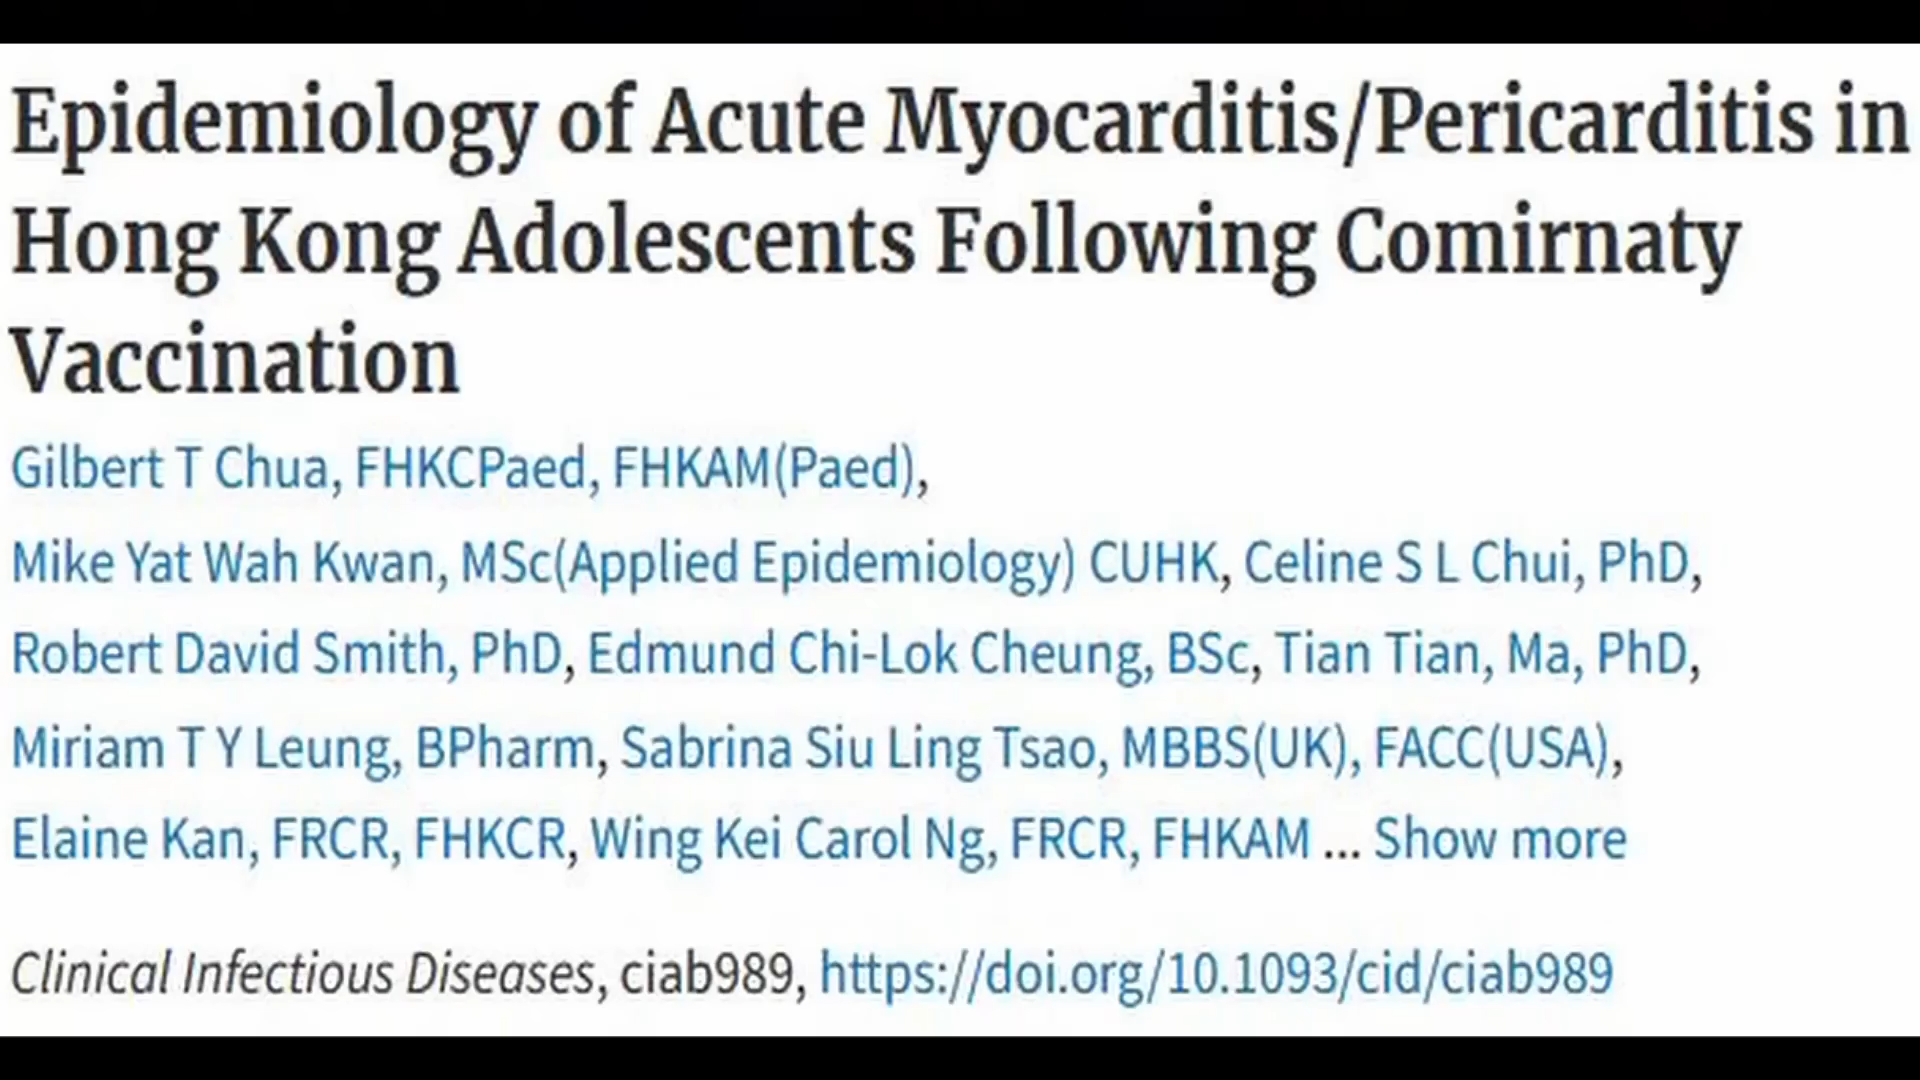 Epidemiology of Acute Myocarditis/Pericarditis in
Hong Kong Adolescents Following Comirnaty
Vaccination
Gilbert T Chua, FHKCPaed, FHKAM(Paed),
Mike Yat Wah Kwan, MSc(Applied Epidemiology) CUHK, Celine S L Chui, PhD,
Robert David Smith, PhD, Edmund Chi-Lok Cheung, BSc, Tian Tian, Ma, PhD,
Miriam T Y Leung, BPharm, Sabrina Siu Ling Tsao, MBBS(UK), FACC(USA),
Elaine Kan, FRCR, FHKCR, Wing Kei Carol Ng, FRCR, FHKAM ... Show more
Clinical Infectious Diseases, ciab989, https://doi.org/10.1093/cid/ciab989